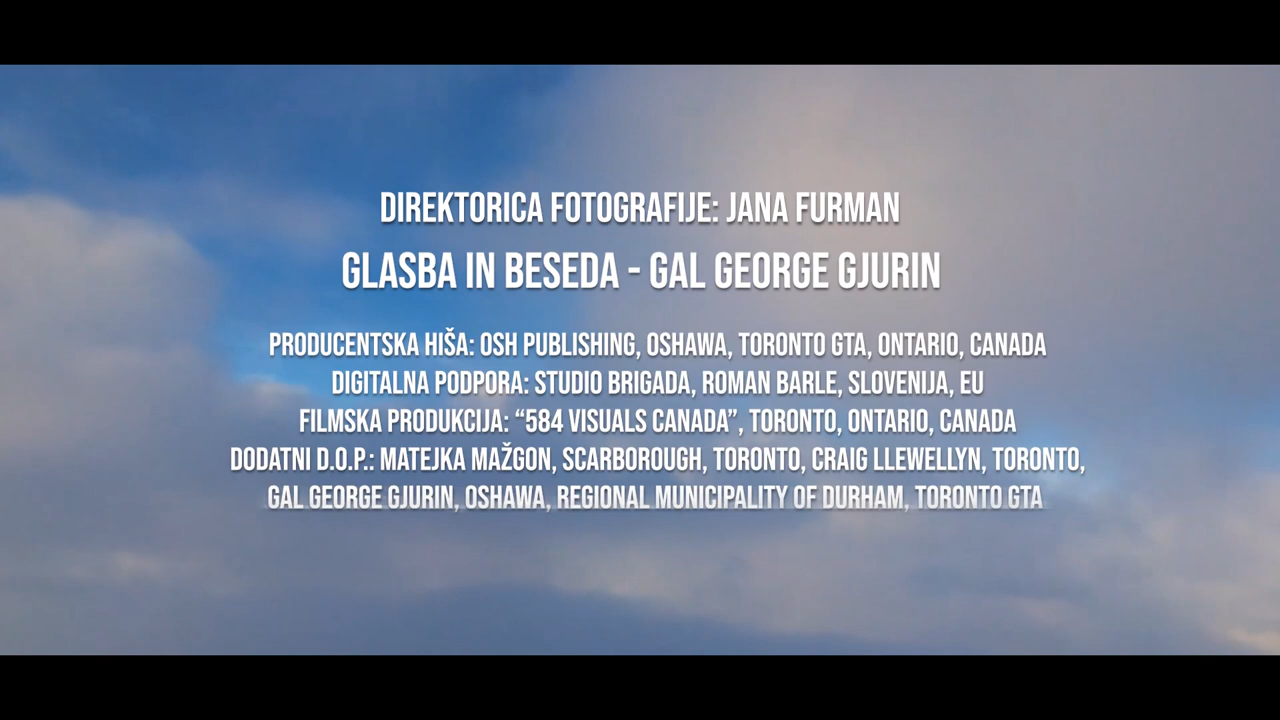 DIREKTORICA FOTOGRAFIJE: JANA FURMAN
GLASBA IN BESEDA - GAL GEORGE GJURIN
PRODUCENTSKA HIŠA: OSH PUBLISHING, OSHAWA, TORONTO GTA, ONTARIO, CANADA
DIGITALNA PODPORA: STUDIO BRIGADA, ROMAN BARLE, SLOVENIJA, EU
FILMSKA PRODUKCIJA: “584 VISUALS CANADA”, TORONTO, ONTARIO, CANADA
DODATNI D.O.P.: MATEJKA MAŽGON, SCARBOROUGH, TORONTO, CRAIG LLEWELLYN, TORONTO,
GAL GEORGE GJURIN, OSHAWA, REGIONAL MUNICIPALITY OF DURHAM, TORONTO GTA